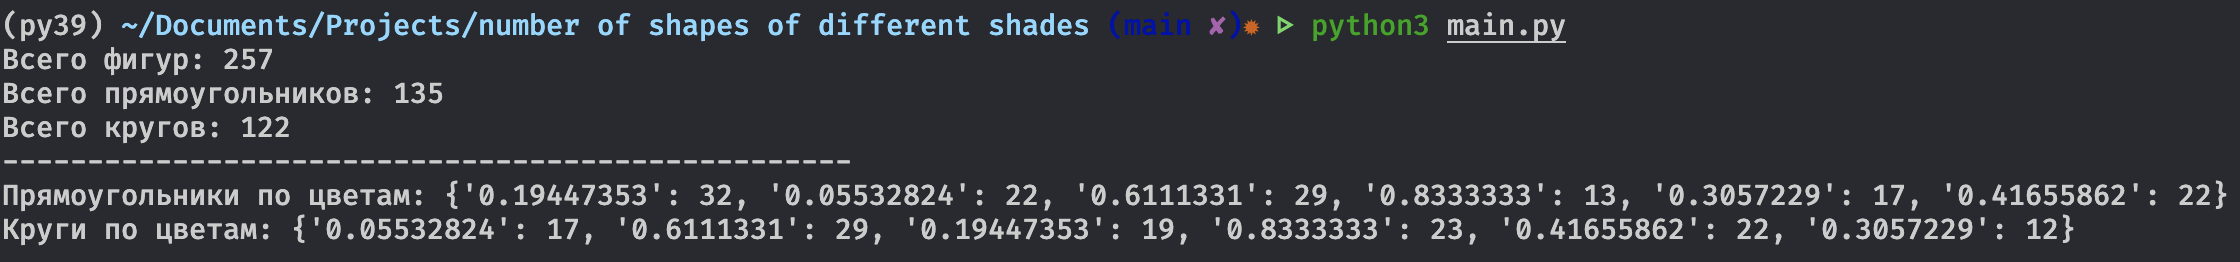 (py39) ~/Documents/Projects/number of shapes of different shades (main ✘)✹ ᐅ python3 main.py
Всего фигур: 257
Всего прямоугольников: 135
Всего кругов: 122
--------------------------------------------------
Прямоугольники по цветам: {'0.19447353': 32, '0.05532824': 22, '0.6111331': 29, '0.8333333': 13, '0.3057229': 17, '0.41655862': 22}
Круги по цветам: {'0.05532824': 17, '0.6111331': 29, '0.19447353': 19, '0.8333333': 23, '0.41655862': 22, '0.3057229': 12}